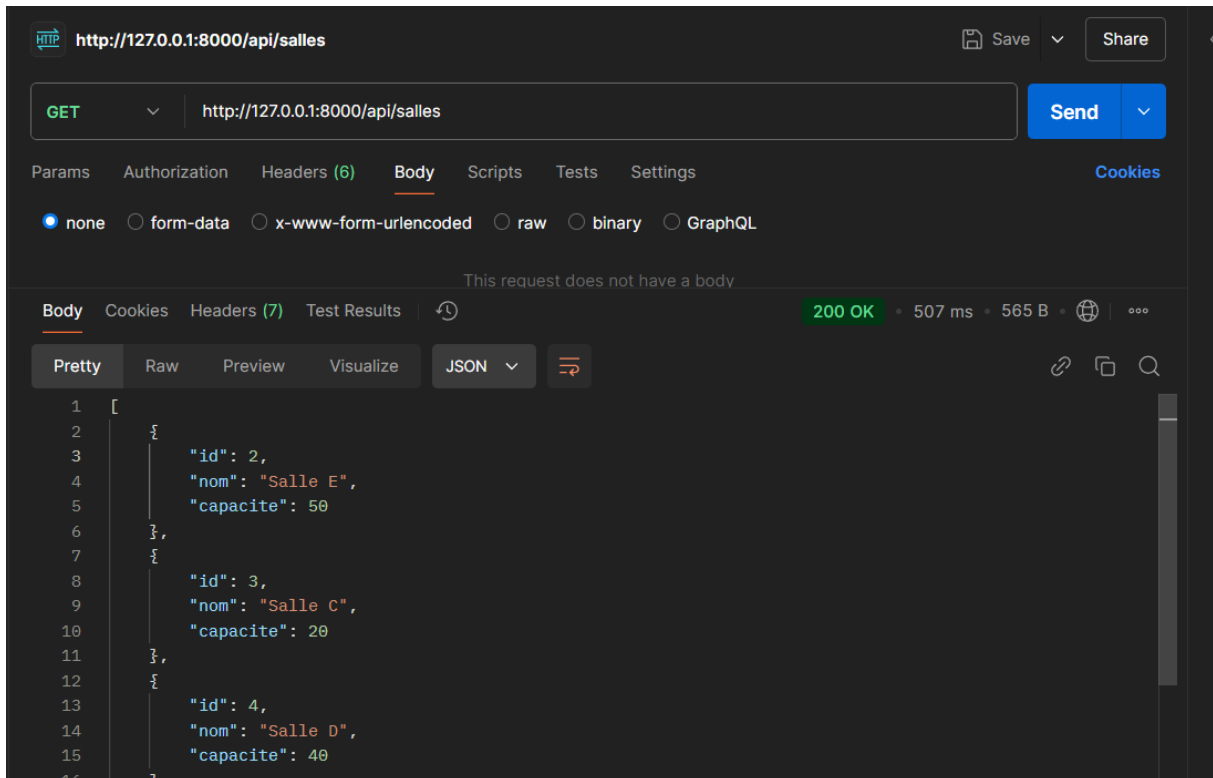 HTTP http://127.0.0.1:8000/api/salles Save Share
GET http://127.0.0.1:8000/api/salles Send
Params Authorization Headers (6) Body Scripts Tests Settings Cookies
none form-data x-www-form-urlencoded raw binary GraphQL
This request does not have a body
Body Cookies Headers (7) Test Results 200 OK • 507 ms • 565 B
Pretty Raw Preview Visualize JSON
1 [
2 {
3 "id": 2,
4 "nom": "Salle E",
5 "capacite": 50
6 },
7 {
8 "id": 3,
9 "nom": "Salle C",
10 "capacite": 20
11 },
12 {
13 "id": 4,
14 "nom": "Salle D",
15 "capacite": 40